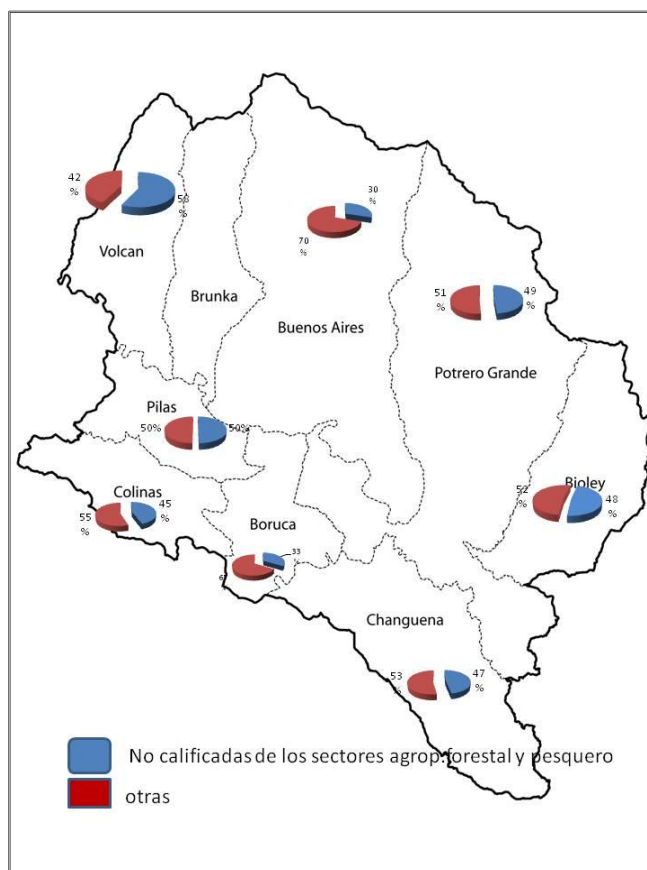 42
%
58
%
Volcan
Brunka
30
%
70
%
Buenos Aires
51
%
49
%
Potrero Grande
Pilas
50%
50%
Colinas
55
%
45
%
Boruca
33
Bioley
52
%
48
%
Changuena
53
%
47
%
No calificadas de los sectores agrop.forestal y pesquero
otras